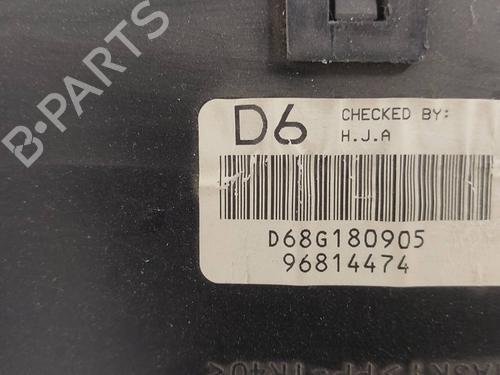 B-PARTS
D6
CHECKED BY:
H.J.A
D68G180905
96814474